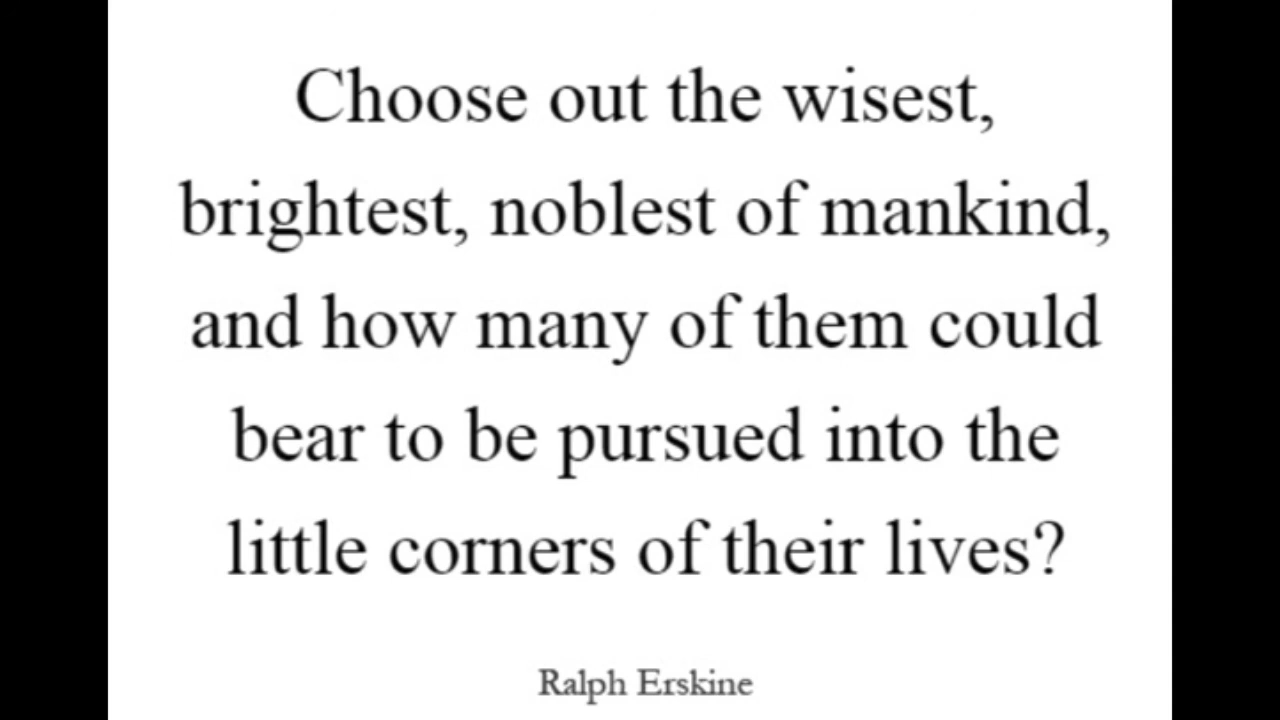 Choose out the wisest,
brightest, noblest of mankind,
and how many of them could
bear to be pursued into the
little corners of their lives?
Ralph Erskine